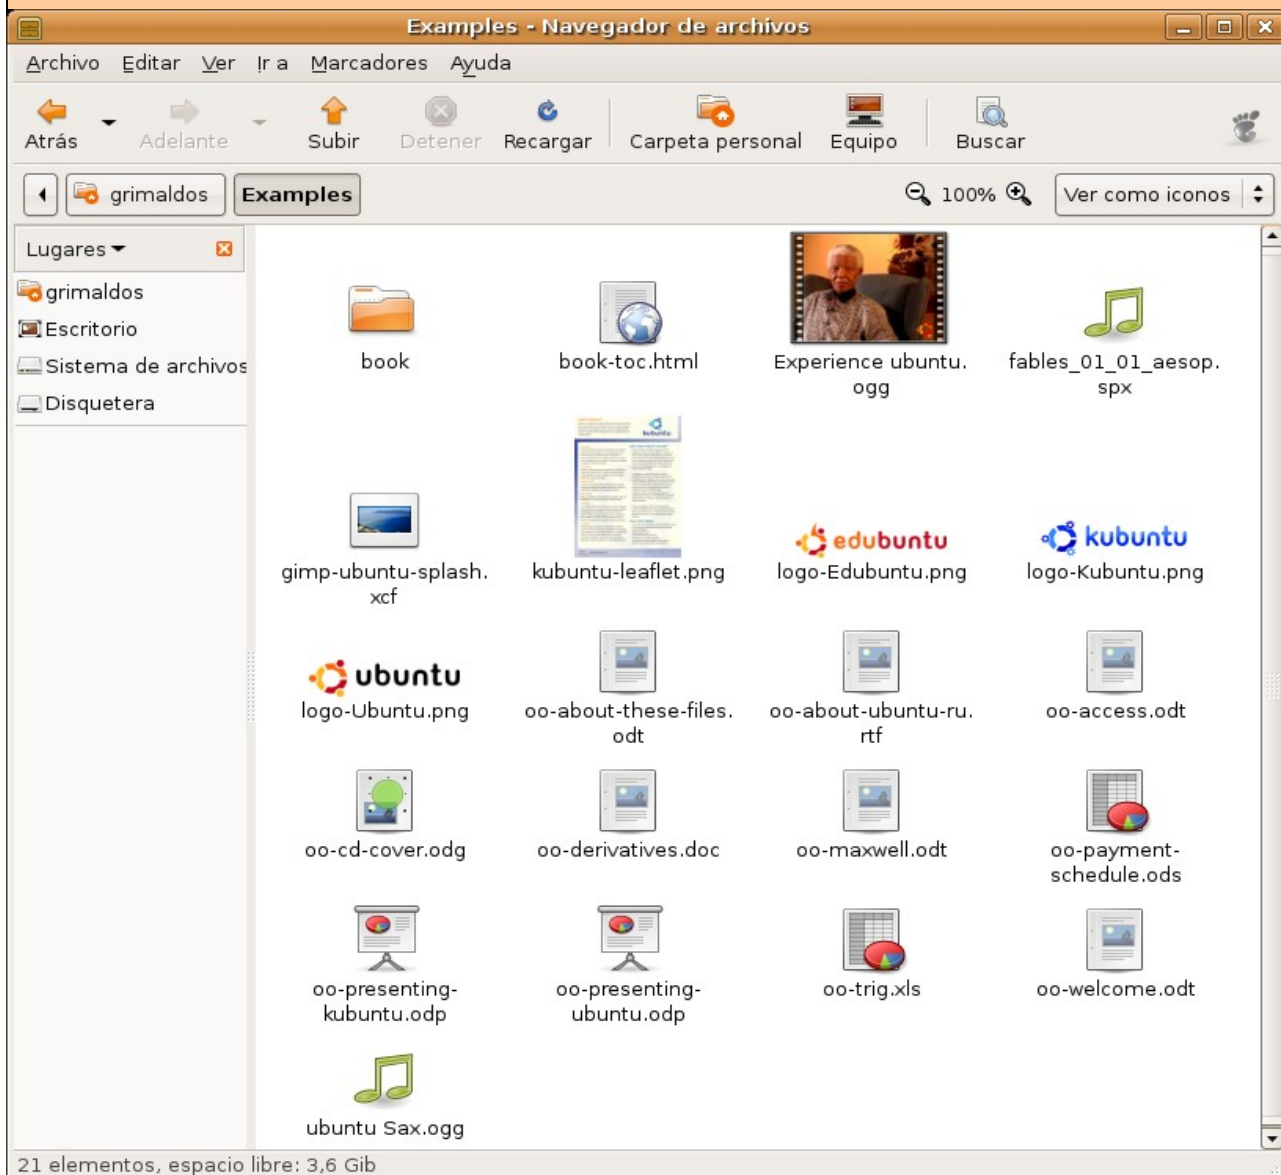 Examples - Navegador de archivos
Archivo Editar Ver Ir a Marcadores Ayuda
Atrás Adelante Subir Detener Recargar Carpeta personal Equipo Buscar
grimaldos Examples 100% Ver como iconos
Lugares
grimaldos
Escritorio
Sistema de archivos
Disquetera
book
book-toc.html
Experience ubuntu.
ogg
fables_01_01_aesop.
spx
gimp-ubuntu-splash.
xcf
kubuntu
kubuntu-leaflet.png
edubuntu
logo-Edubuntu.png
kubuntu
logo-Kubuntu.png
ubuntu
logo-Ubuntu.png
oo-about-these-files.
odt
oo-about-ubuntu-ru.
rtf
oo-access.odt
oo-cd-cover.odg
oo-derivatives.doc
oo-maxwell.odt
oo-payment-
schedule.ods
oo-presenting-
kubuntu.odp
oo-presenting-
ubuntu.odp
oo-trig.xls
oo-welcome.odt
ubuntu Sax.ogg
21 elementos, espacio libre: 3,6 Gib